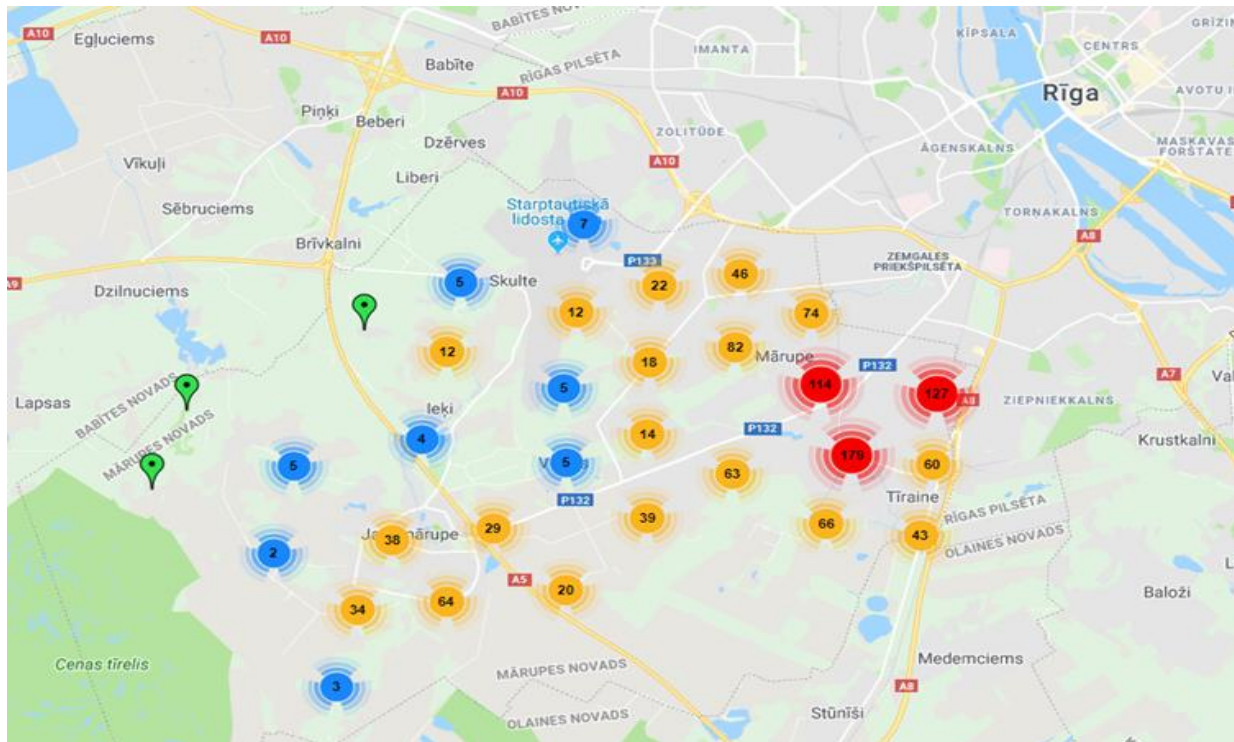 BABĪTES NOVADS
RĪGAS PILSĒTA
A10
Egļuciems
A10
Babīte
IMANTA
ĶĪPSALA
CENTRS
RĪGAS PILSĒTA
A10
Rīga
AVOTU
Piņķi
Beberi
Dzērves
ZOLITŪDE
ĀGENSKALNS
MASKAVAS
FORŠTATE
Vīkuļi
Liberi
A10
Sēbruciems
Starptautiskā
lidosta
7
TORŅAKALNS
Brīvkalni
A8
P133
ZEMGALES
PRIEKŠPILSĒTA
A9
Dzilnuciems
5
Skulte
22
46
12
74
12
18
82
Mārupe
P132
A7
Lapsas
BABĪTES NOVADS
MĀRUPES NOVADS
5
114
127
A8
ZIEPNIEKKALNS
Ieķi
4
14
P132
Krustkalni
5
5
63
179
60
P132
Tīraine
RĪGAS PILSĒTA
OLAINES NOVADS
2
38
29
39
66
43
A5
20
Baloži
34
64
Cenas tīrelis
3
MĀRUPES NOVADS
Medemciems
A8
OLAINES NOVADS
Stūnīši